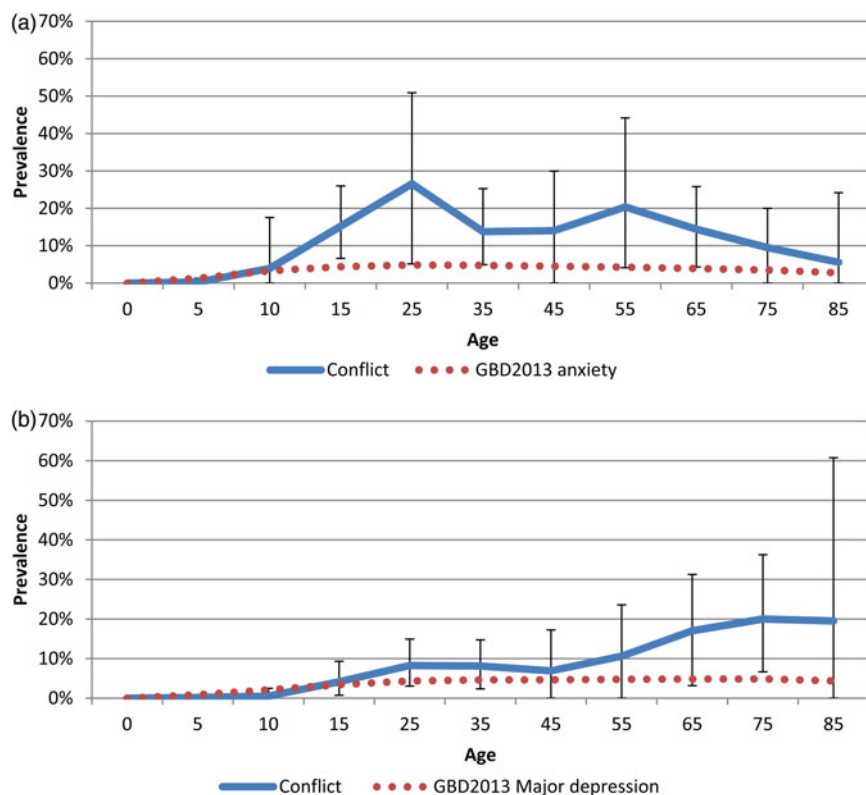 (a)
70%
60%
50%
40%
30%
20%
10%
0%
Prevalence
0 5 10 15 25 35 45 55 65 75 85
Age
Conflict GBD2013 anxiety
(b)
70%
60%
50%
40%
30%
20%
10%
0%
Prevalence
0 5 10 15 25 35 45 55 65 75 85
Age
Conflict GBD2013 Major depression